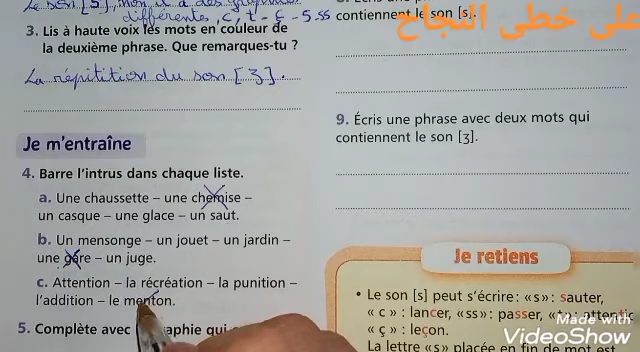 Le son [s], mais il a des
différentes, c, t - ç - s. ss
3. Lis à haute voix les mots en couleur de
la deuxième phrase. Que remarques-tu ?
La répitition du son [ʒ].
Je m'entraîne
4. Barre l'intrus dans chaque liste.
a. Une chaussette – une chemise –
un casque – une glace – un saut.
b. Un mensonge – un jouet – un jardin –
une gare – un juge.
c. Attention – la récréation – la punition –
l'addition – le menton.
5. Complète avec
contiennent le son [s].
على خطى النجاح
9. Écris une phrase avec deux mots qui
contiennent le son [ʒ].
Je retiens
• Le son [s] peut s'écrire : «s» : sauter,
« c » : lancer, «ss» : passer,
« ç » : leçon.
La lettre «s» placée en fin de mot est
Made with
VideoShow